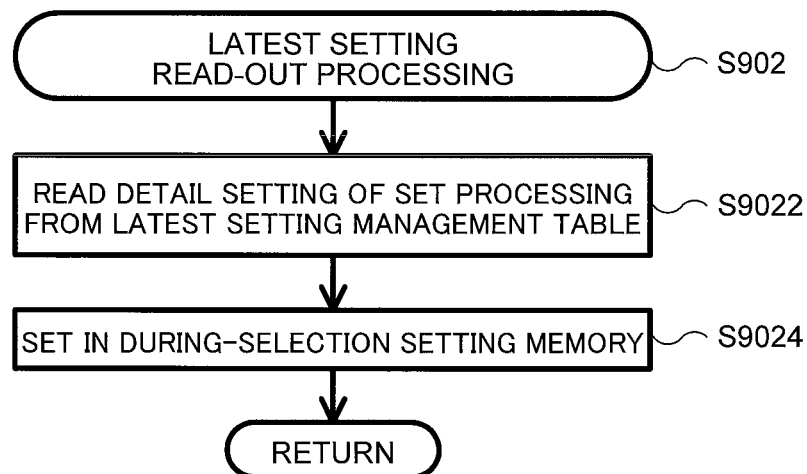 LATEST SETTING
READ-OUT PROCESSING
S902
READ DETAIL SETTING OF SET PROCESSING
FROM LATEST SETTING MANAGEMENT TABLE
S9022
SET IN DURING-SELECTION SETTING MEMORY
S9024
RETURN